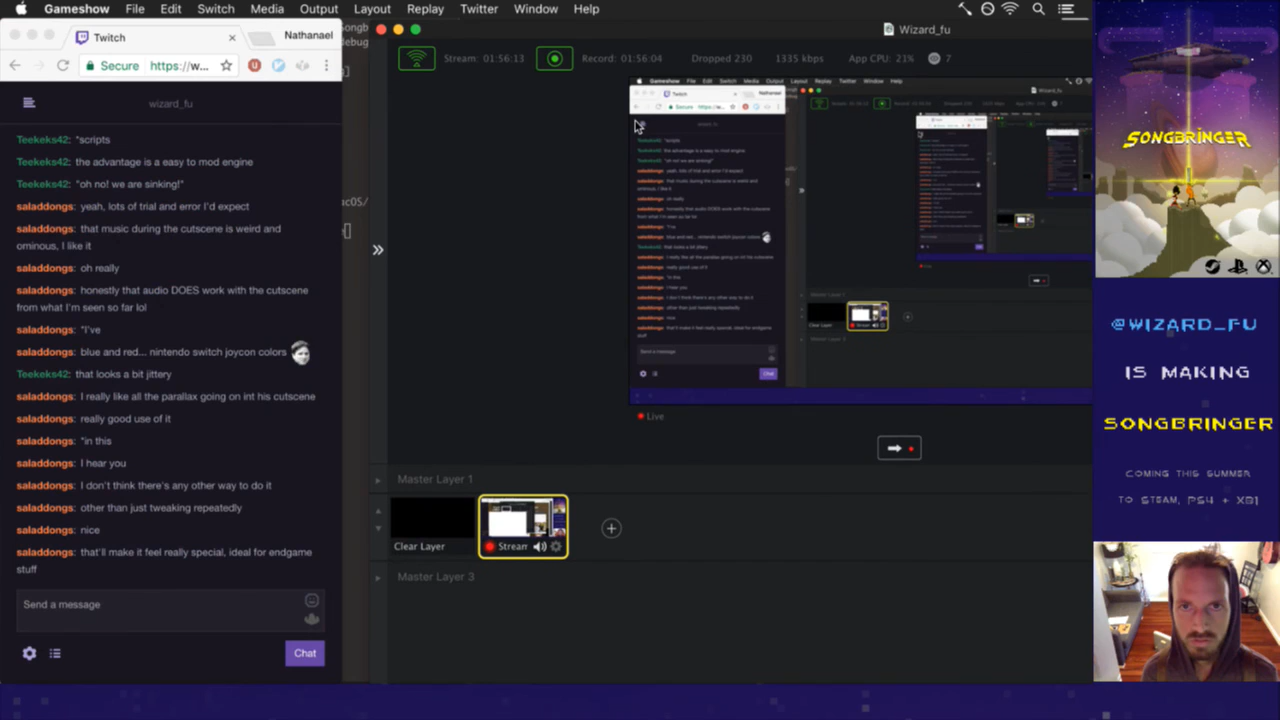 Gameshow File Edit Switch Media Output Layout Replay Twitter Window Help
Twitch
Nathanael
Secure https://w...
wizard_fu
Teekeks42: "scripts
Teekeks42: the advantage is a easy to mod engine
Teekeks42: "oh no! we are sinking!"
saladdongs: yeah, lots of trial and error I'd expect
saladdongs: that music during the cutscene is weird and
ominous, I like it
saladdongs: oh really
saladdongs: honestly that audio DOES work with the cutscene
from what I'm seen so far lol
saladdongs: "I've
saladdongs: blue and red... nintendo switch joycon colors
Teekeks42: that looks a bit jittery
saladdongs: I really like all the parallax going on int his cutscene
saladdongs: really good use of it
saladdongs: "in this
saladdongs: I hear you
saladdongs: I don't think there's any other way to do it
saladdongs: other than just tweaking repeatedly
saladdongs: nice
saladdongs: that'll make it feel really special, ideal for endgame
stuff
Send a message
Chat
Wizard_fu
Stream: 01:56:13 Record: 01:56:04 Dropped 230 1335 kbps App CPU: 21% 7
Live
Master Layer 1
Clear Layer
Stream
Master Layer 3
SONGBRINGER
@WIZARD_FU
IS MAKING
SONGBRINGER
COMING THIS SUMMER
TO STEAM, PS4 + XB1